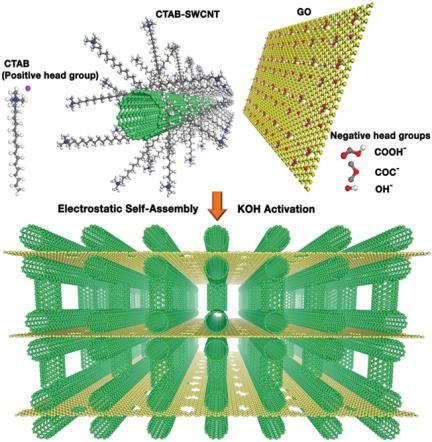 CTAB-SWCNT
GO
CTAB
(Positive head group)
Negative head groups
COOH⁻
COC⁻
OH⁻
Electrostatic Self-Assembly KOH Activation